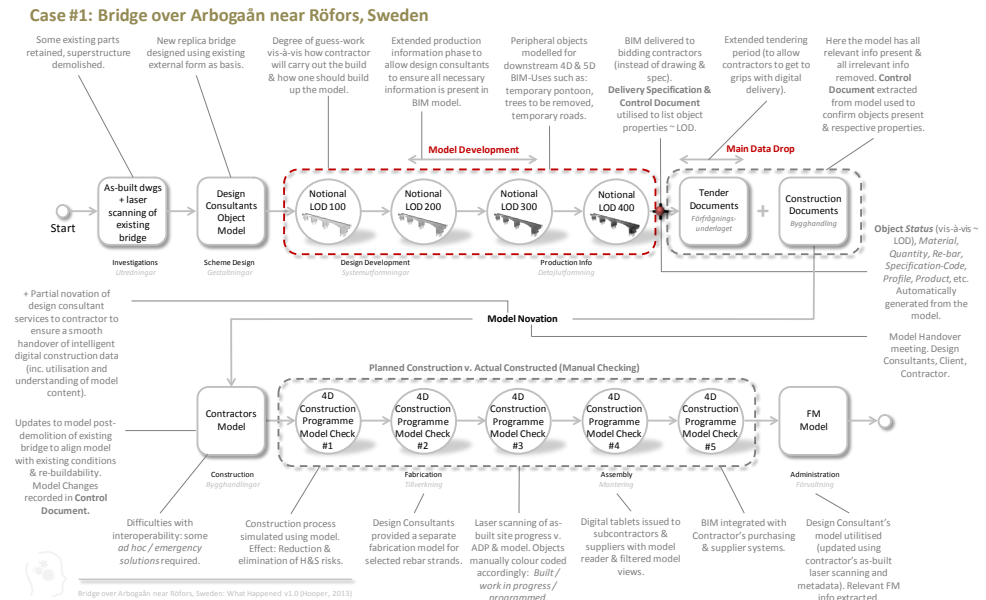 Case #1: Bridge over Arbogaån near Röfors, Sweden
Some existing parts
retained, superstructure
demolished.
New replica bridge
designed using existing
external form as basis.
Degree of guess-work
vis-à-vis how contractor
will carry out the build
& how one should build
up the model.
Extended production
information phase to
allow design consultants
to ensure all necessary
information is present in
BIM model.
Peripheral objects
modelled for
downstream 4D & 5D
BIM-Uses such as:
temporary pontoon,
trees to be removed,
temporary roads.
BIM delivered to
bidding contractors
(instead of drawing &
spec).
Delivery Specification &
Control Document
utilised to list object
properties ~ LOD.
Extended tendering
period (to allow
contractors to get to
grips with digital
delivery).
Here the model has all
relevant info present &
all irrelevant info
removed. Control
Document extracted
from model used to
confirm objects present
& respective properties.
Model Development
Main Data Drop
Start
As-built dwgs
+ laser
scanning of
existing
bridge
Design
Consultants
Object
Model
Notional
LOD 100
Notional
LOD 200
Notional
LOD 300
Notional
LOD 400
Tender
Documents
Förfrågnings-
underlaget
+
Construction
Documents
Bygghandling
Investigations
Utredningar
Scheme Design
Gestaltningar
Design Development
Systemutformningar
Production Info
Detaljutformning
Object Status (vis-à-vis ~
LOD), Material,
Quantity, Re-bar,
Specification-Code,
Profile, Product, etc.
Automatically
generated from the
model.
+ Partial novation of
design consultant
services to contractor to
ensure a smooth
handover of intelligent
digital construction data
(inc. utilisation and
understanding of model
content).
Model Novation
Model Handover
meeting. Design
Consultants, Client,
Contractor.
Planned Construction v. Actual Constructed (Manual Checking)
Updates to model post-
demolition of existing
bridge to align model
with existing conditions
& re-buildability.
Model Changes
recorded in Control
Document.
Contractors
Model
4D
Construction
Programme
Model Check
#1
4D
Construction
Programme
Model Check
#2
4D
Construction
Programme
Model Check
#3
4D
Construction
Programme
Model Check
#4
4D
Construction
Programme
Model Check
#5
FM
Model
Construction
Bygghandlingar
Fabrication
Tillverkning
Assembly
Montering
Administration
Förvaltning
Difficulties with
interoperability: some
ad hoc / emergency
solutions required.
Construction process
simulated using model.
Effect: Reduction &
elimination of H&S risks.
Design Consultants
provided a separate
fabrication model for
selected rebar strands.
Laser scanning of as-
built site progress v.
ADP & model. Objects
manually colour coded
accordingly: Built /
work in progress /
programmed.
Digital tablets issued to
subcontractors &
suppliers with model
reader & filtered model
views.
BIM integrated with
Contractor's purchasing
& supplier systems.
Design Consultant's
model utilitised
(updated using
contractor's as-built
laser scanning and
metadata). Relevant FM
info extracted.
Bridge over Arbogaån near Röfors, Sweden: What Happened v1.0 (Hooper, 2013)